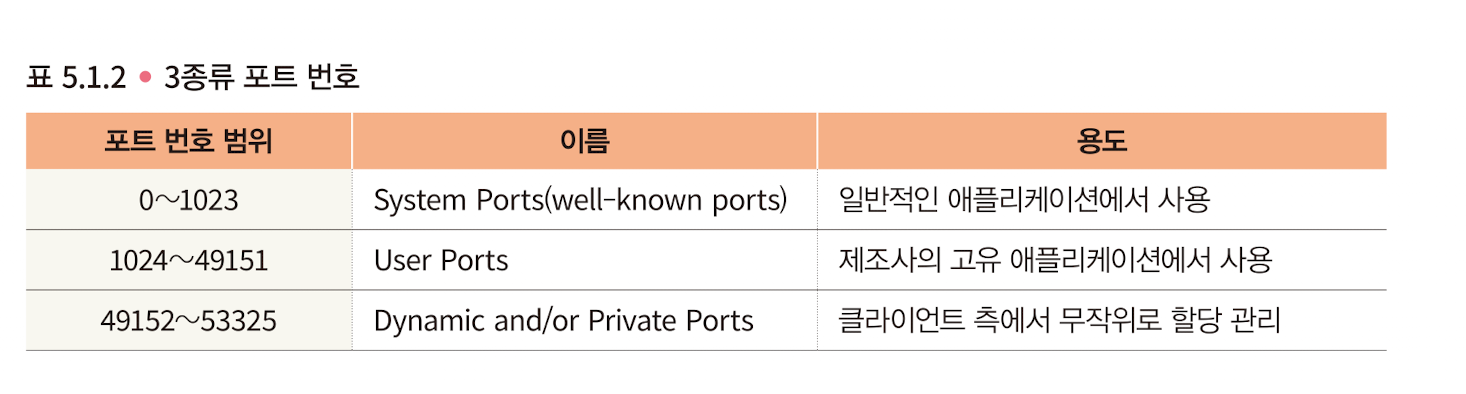 표 5.1.2 • 3종류 포트 번호
포트 번호 범위 이름 용도
0~1023 System Ports(well-known ports) 일반적인 애플리케이션에서 사용
1024~49151 User Ports 제조사의 고유 애플리케이션에서 사용
49152~53325 Dynamic and/or Private Ports 클라이언트 측에서 무작위로 할당 관리